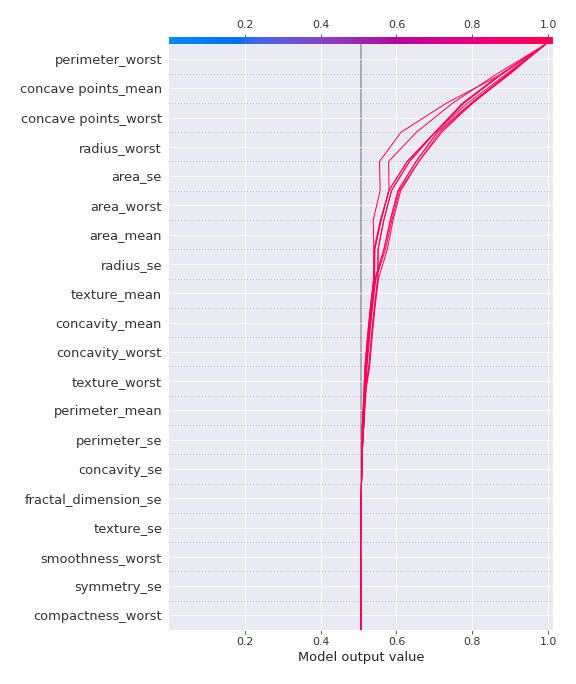 0.2 0.4 0.6 0.8 1.0
perimeter_worst
concave points_mean
concave points_worst
radius_worst
area_se
area_worst
area_mean
radius_se
texture_mean
concavity_mean
concavity_worst
texture_worst
perimeter_mean
perimeter_se
concavity_se
fractal_dimension_se
texture_se
smoothness_worst
symmetry_se
compactness_worst
0.2 0.4 0.6 0.8 1.0
Model output value